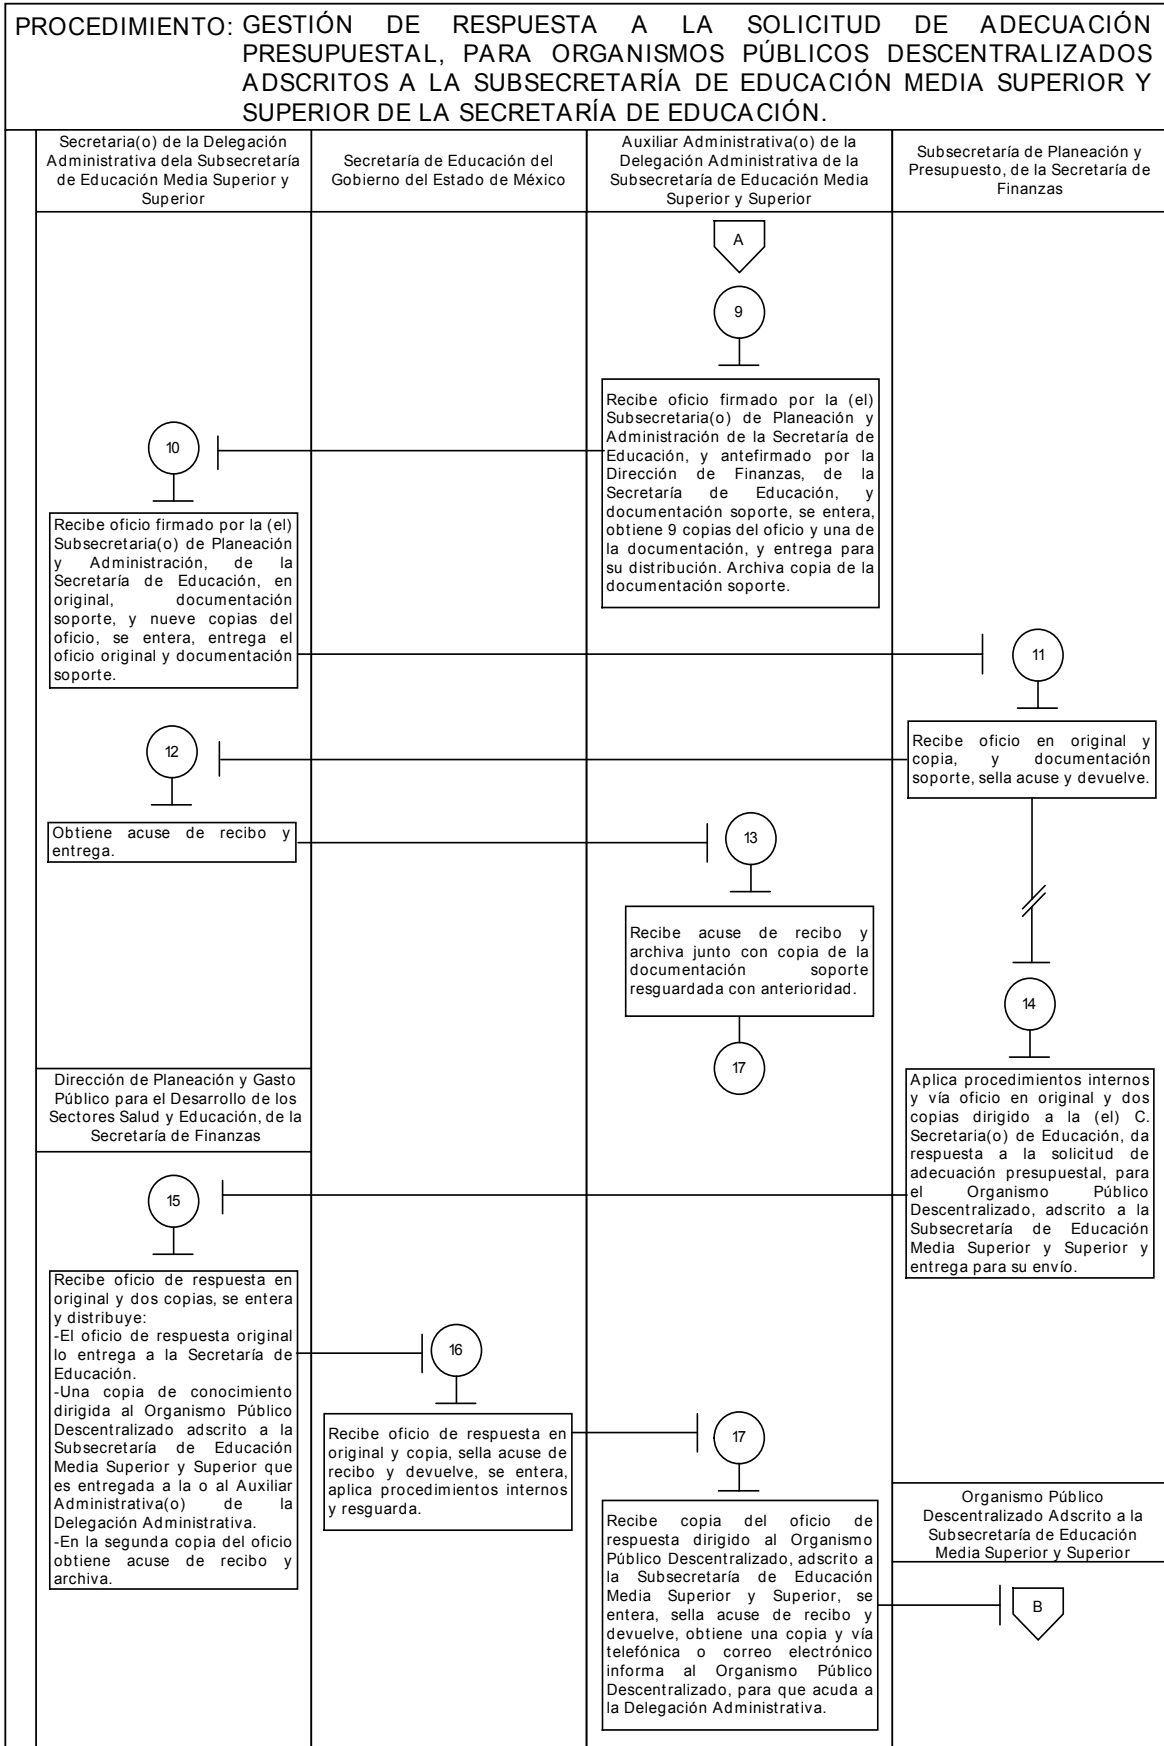 PROCEDIMIENTO: GESTIÓN DE RESPUESTA A LA SOLICITUD DE ADECUACIÓN
PRESUPUESTAL, PARA ORGANISMOS PÚBLICOS DESCENTRALIZADOS
ADSCRITOS A LA SUBSECRETARÍA DE EDUCACIÓN MEDIA SUPERIOR Y
SUPERIOR DE LA SECRETARÍA DE EDUCACIÓN.
Secretaria(o) de la Delegación
Administrativa dela Subsecretaría
de Educación Media Superior y
Superior
Secretaría de Educación del
Gobierno del Estado de México
Auxiliar Administrativa(o) de la
Delegación Administrativa de la
Subsecretaría de Educación Media
Superior y Superior
Subsecretaría de Planeación y
Presupuesto, de la Secretaría de
Finanzas
A
9
Recibe oficio firmado por la (el)
Subsecretaria(o) de Planeación y
Administración de la Secretaría de
Educación, y antefirmado por la
Dirección de Finanzas, de la
Secretaría de Educación, y
documentación soporte, se entera,
obtiene 9 copias del oficio y una de
la documentación, y entrega para
su distribución. Archiva copia de la
documentación soporte.
10
Recibe oficio firmado por la (el)
Subsecretaria(o) de Planeación
y Administración, de la
Secretaría de Educación, en
original, documentación
soporte, y nueve copias del
oficio, se entera, entrega el
oficio original y documentación
soporte.
11
Recibe oficio en original y
copia, y documentación
soporte, sella acuse y devuelve.
12
Obtiene acuse de recibo y
entrega.
13
Recibe acuse de recibo y
archiva junto con copia de la
documentación soporte
resguardada con anterioridad.
17
14
Aplica procedimientos internos
y vía oficio en original y dos
copias dirigido a la (el) C.
Secretaria(o) de Educación, da
respuesta a la solicitud de
adecuación presupuestal, para
el Organismo Público
Descentralizado, adscrito a la
Subsecretaría de Educación
Media Superior y Superior y
entrega para su envío.
Dirección de Planeación y Gasto
Público para el Desarrollo de los
Sectores Salud y Educación, de la
Secretaría de Finanzas
15
Recibe oficio de respuesta en
original y dos copias, se entera
y distribuye:
-El oficio de respuesta original
lo entrega a la Secretaría de
Educación.
-Una copia de conocimiento
dirigida al Organismo Público
Descentralizado adscrito a la
Subsecretaría de Educación
Media Superior y Superior que
es entregada a la o al Auxiliar
Administrativa(o) de la
Delegación Administrativa.
-En la segunda copia del oficio
obtiene acuse de recibo y
archiva.
16
Recibe oficio de respuesta en
original y copia, sella acuse de
recibo y devuelve, se entera,
aplica procedimientos internos
y resguarda.
17
Recibe copia del oficio de
respuesta dirigido al Organismo
Público Descentralizado, adscrito a
la Subsecretaría de Educación
Media Superior y Superior, se
entera, sella acuse de recibo y
devuelve, obtiene una copia y vía
telefónica o correo electrónico
informa al Organismo Público
Descentralizado, para que acuda a
la Delegación Administrativa.
Organismo Público
Descentralizado Adscrito a la
Subsecretaría de Educación
Media Superior y Superior
B